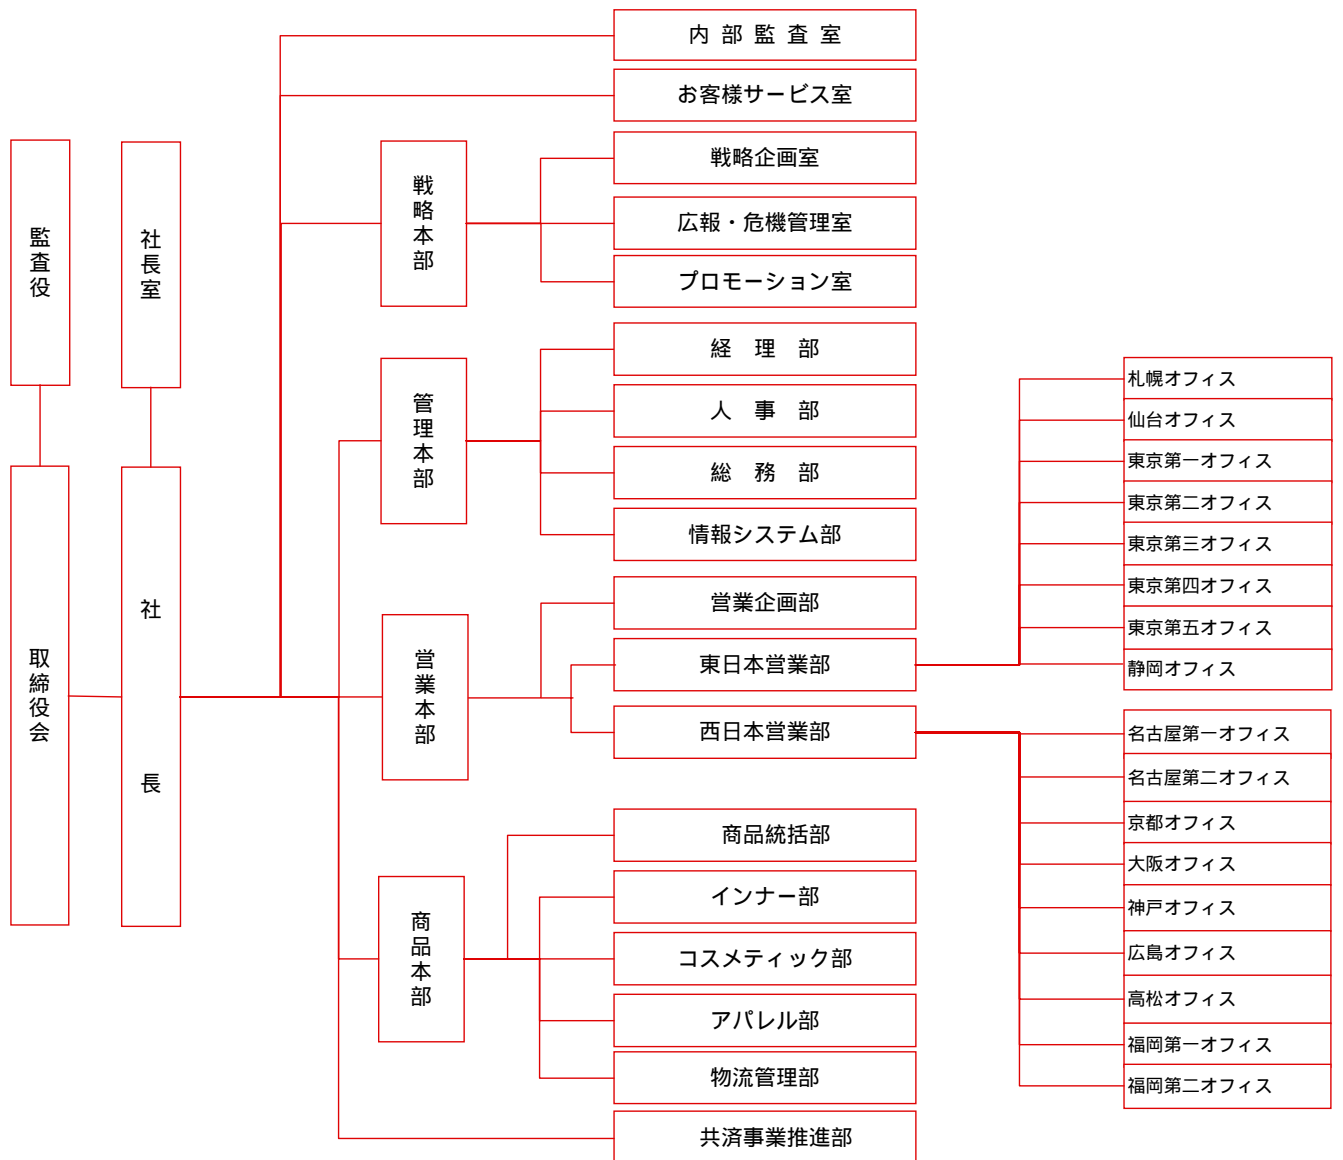 内部監査室
お客様サービス室
監査役
社長室
戦略本部
戦略企画室
広報・危機管理室
プロモーション室
管理本部
経理部
人事部
総務部
情報システム部
取締役会
社長
営業本部
営業企画部
東日本営業部
西日本営業部
札幌オフィス
仙台オフィス
東京第一オフィス
東京第二オフィス
東京第三オフィス
東京第四オフィス
東京第五オフィス
静岡オフィス
名古屋第一オフィス
名古屋第二オフィス
京都オフィス
大阪オフィス
神戸オフィス
広島オフィス
高松オフィス
福岡第一オフィス
福岡第二オフィス
商品本部
商品統括部
インナー部
コスメティック部
アパレル部
物流管理部
共済事業推進部